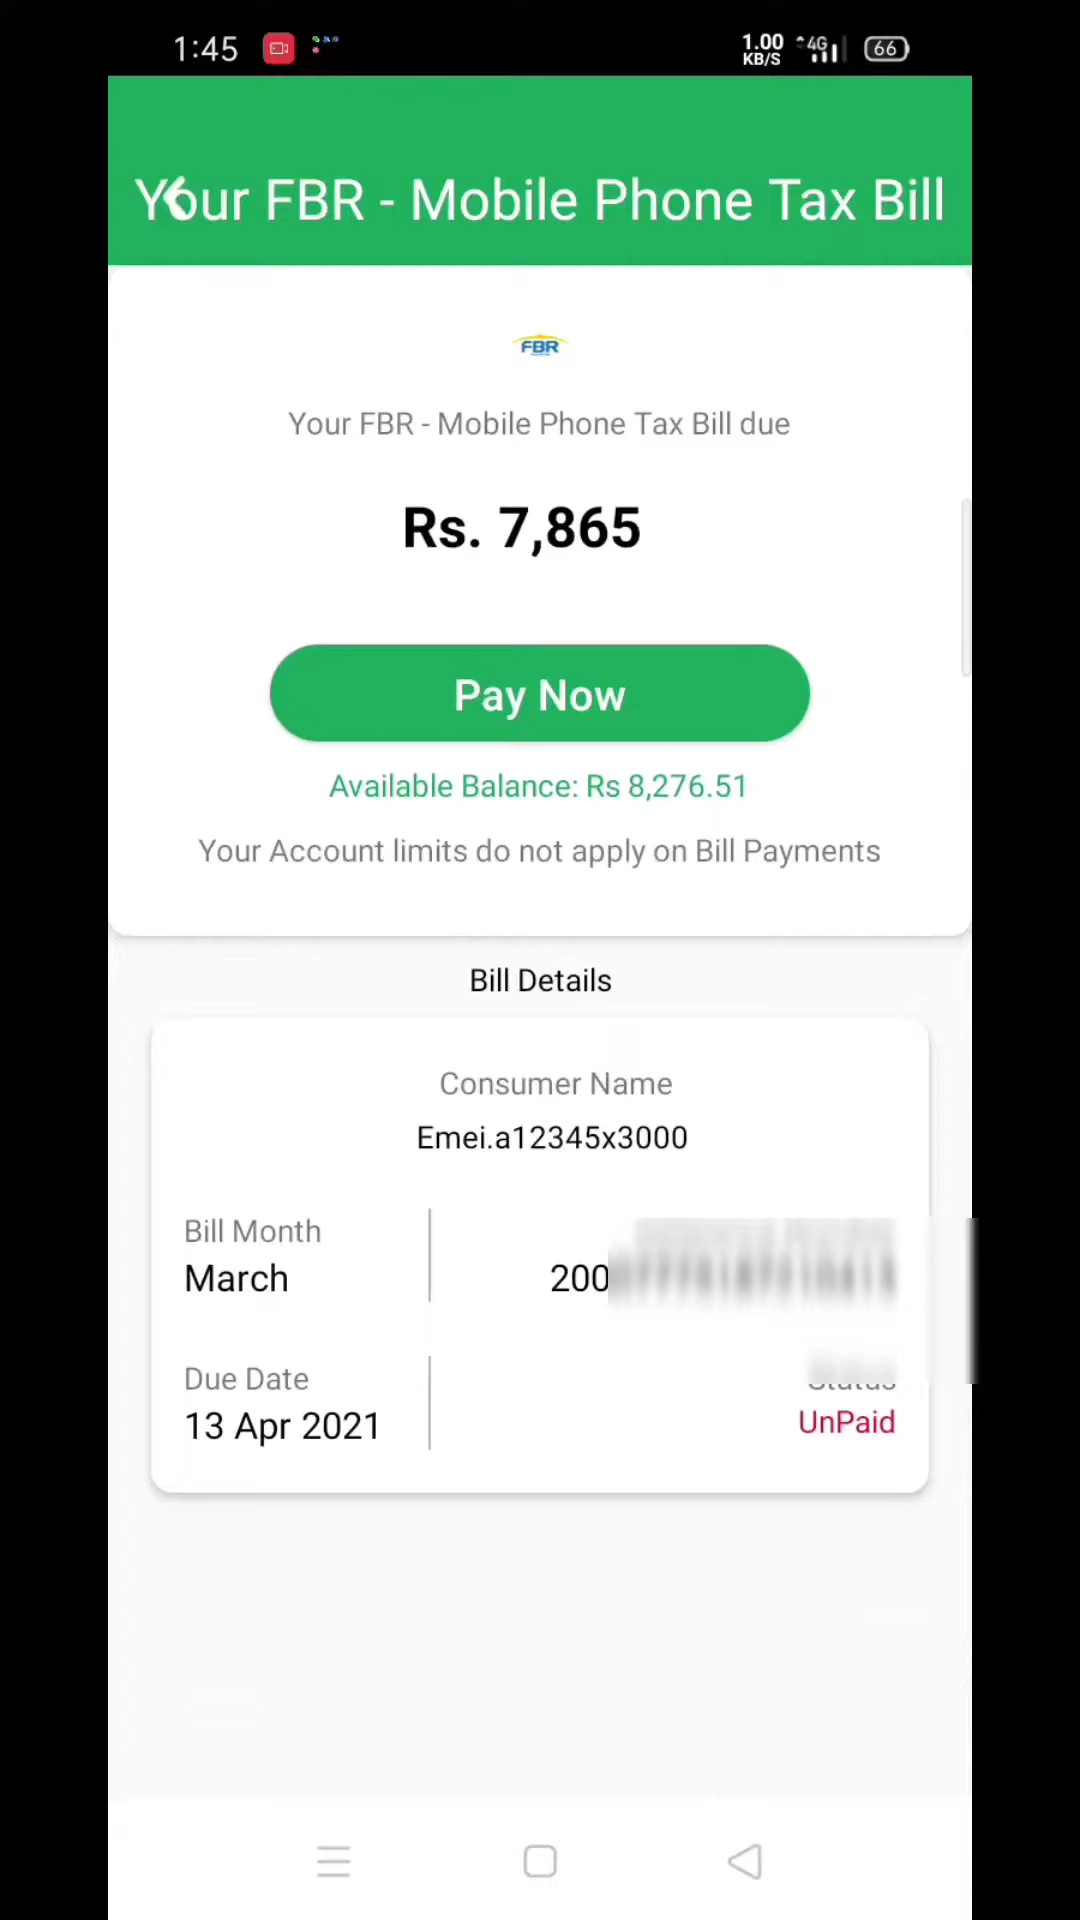 1:45
1.00
KB/S
4G
66
Your FBR - Mobile Phone Tax Bill
FBR
Your FBR - Mobile Phone Tax Bill due
Rs. 7,865
Pay Now
Available Balance: Rs 8,276.51
Your Account limits do not apply on Bill Payments
Bill Details
Consumer Name
Emei.a12345x3000
Bill Month
March
200
Due Date
Status
13 Apr 2021
UnPaid